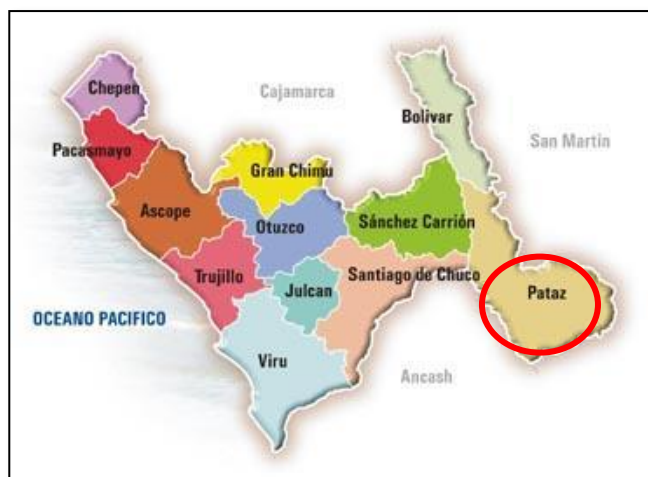 Chepen
Cajamarca
Bolivar
San Martin
Pacasmayo
Gran Chimu
Ascope
Otuzco
Sánchez Carrión
Trujillo
Julcan
Santiago de Chuco
Pataz
OCEANO PACIFICO
Viru
Ancash